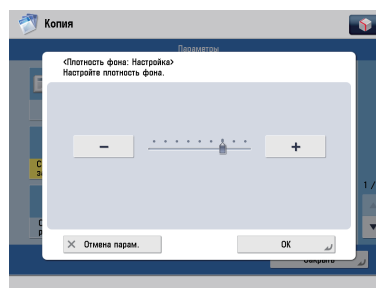 Копия
Параметры
<Плотность фона: Настройка>
Настройте плотность фона.
−
+
1/
Отмена парам.
OK
Закрыть